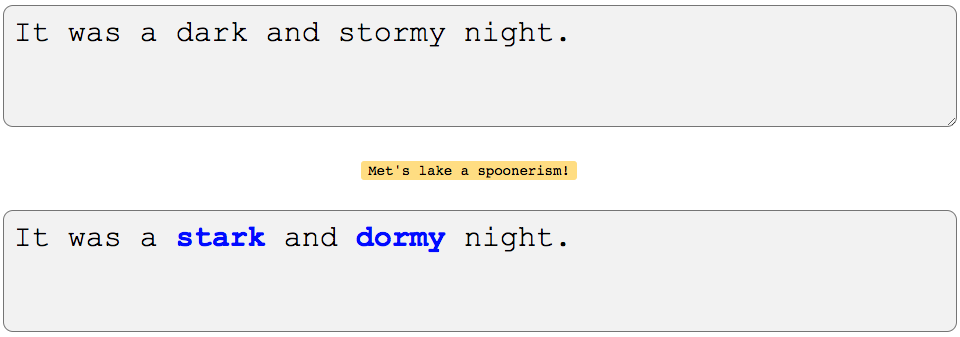 It was a dark and stormy night.
Met's lake a spoonerism!
It was a stark and dormy night.